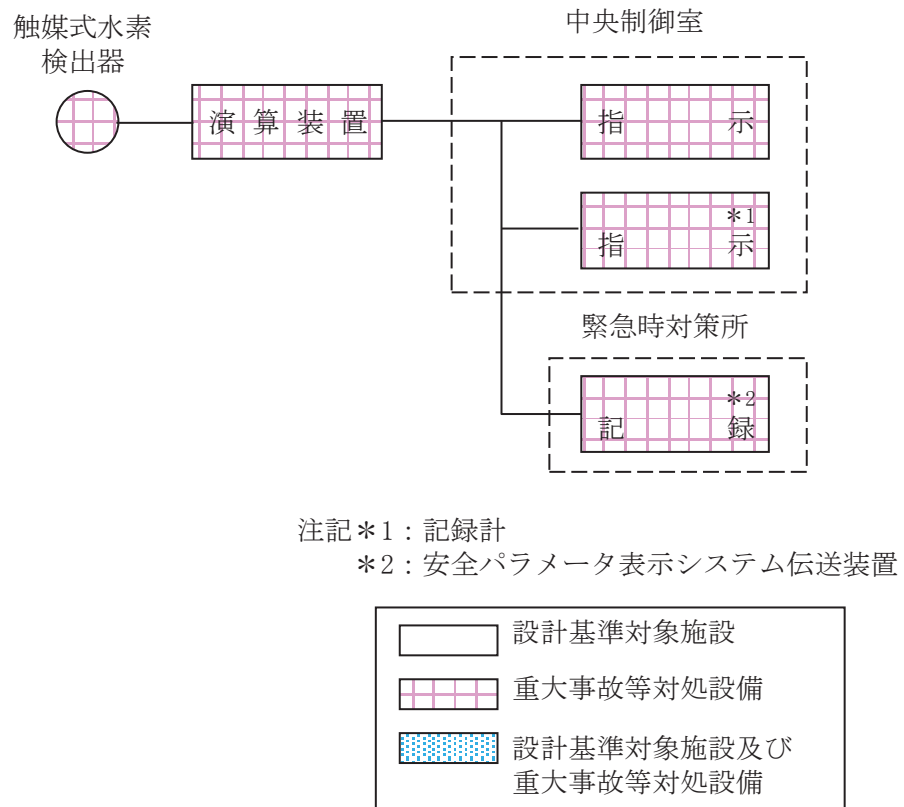 触媒式水素
検出器
中央制御室
演算装置
指示
*1
指示
緊急時対策所
*2
記録
注記*1:記録計
*2:安全パラメータ表示システム伝送装置
設計基準対象施設
重大事故等対処設備
設計基準対象施設及び
重大事故等対処設備